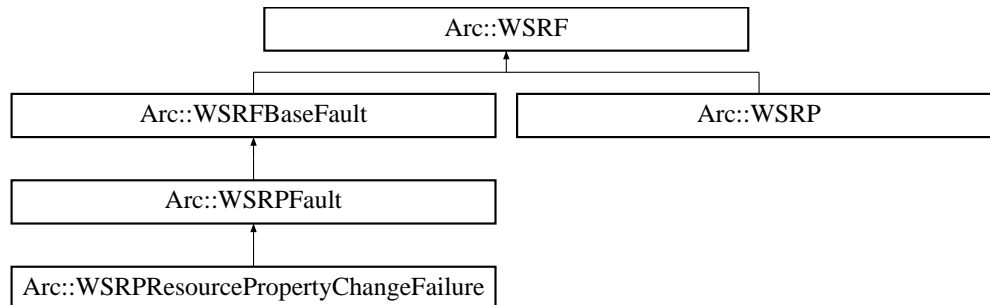 Arc::WSRF
Arc::WSRFBaseFault
Arc::WSRP
Arc::WSRPFault
Arc::WSRPResourcePropertyChangeFailure